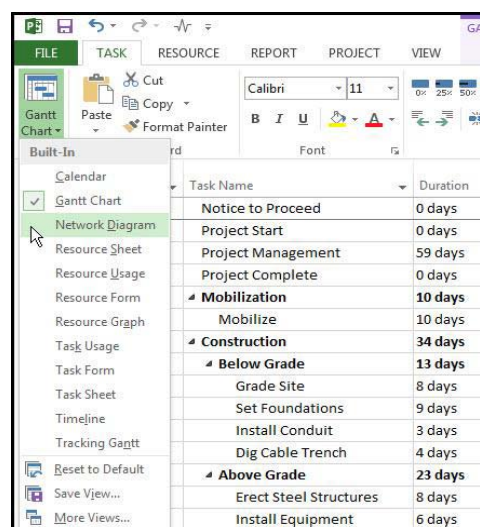 GA
FILE TASK RESOURCE REPORT PROJECT VIEW
Gantt Chart
Paste
Cut
Copy
Format Painter
Calibri 11
B I U A
0% 25% 50%
rd Font
Built-In
Calendar
Gantt Chart
Network Diagram
Resource Sheet
Resource Usage
Resource Form
Resource Graph
Task Usage
Task Form
Task Sheet
Timeline
Tracking Gantt
Reset to Default
Save View...
More Views...
Task Name Duration
Notice to Proceed 0 days
Project Start 0 days
Project Management 59 days
Project Complete 0 days
Mobilization 10 days
Mobilize 10 days
Construction 34 days
Below Grade 13 days
Grade Site 8 days
Set Foundations 9 days
Install Conduit 3 days
Dig Cable Trench 4 days
Above Grade 23 days
Erect Steel Structures 8 days
Install Equipment 6 days